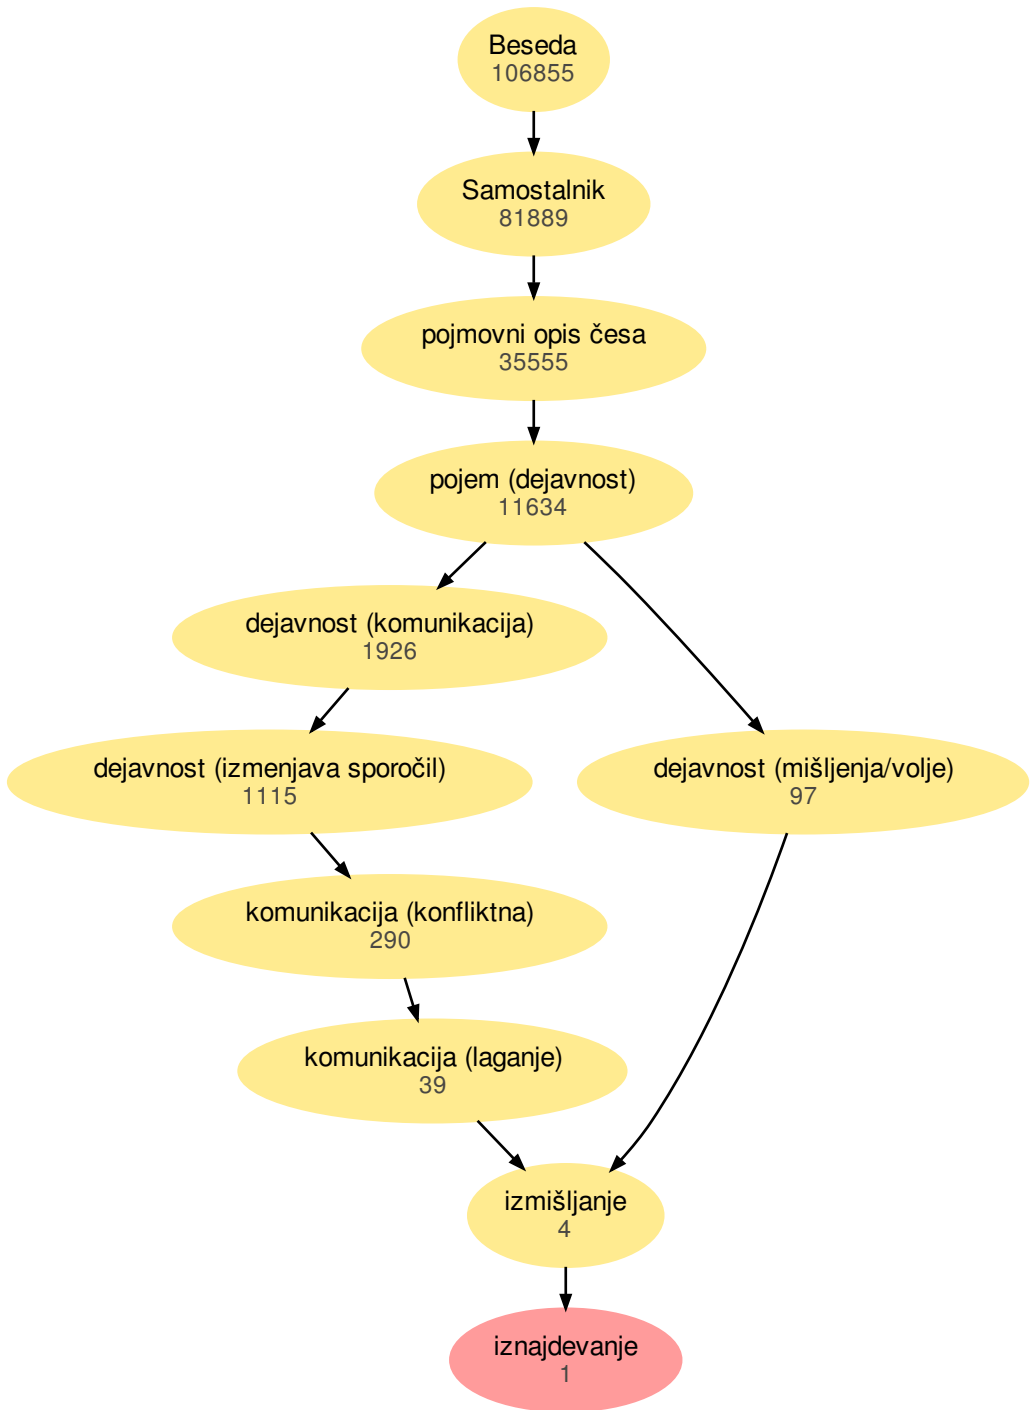 Beseda
106855
Samostalnik
81889
pojmovni opis česa
35555
pojem (dejavnost)
11634
dejavnost (komunikacija)
1926
dejavnost (izmenjava sporočil)
1115
dejavnost (mišljenja/volje)
97
komunikacija (konfliktna)
290
komunikacija (laganje)
39
izmišljanje
4
iznajdevanje
1